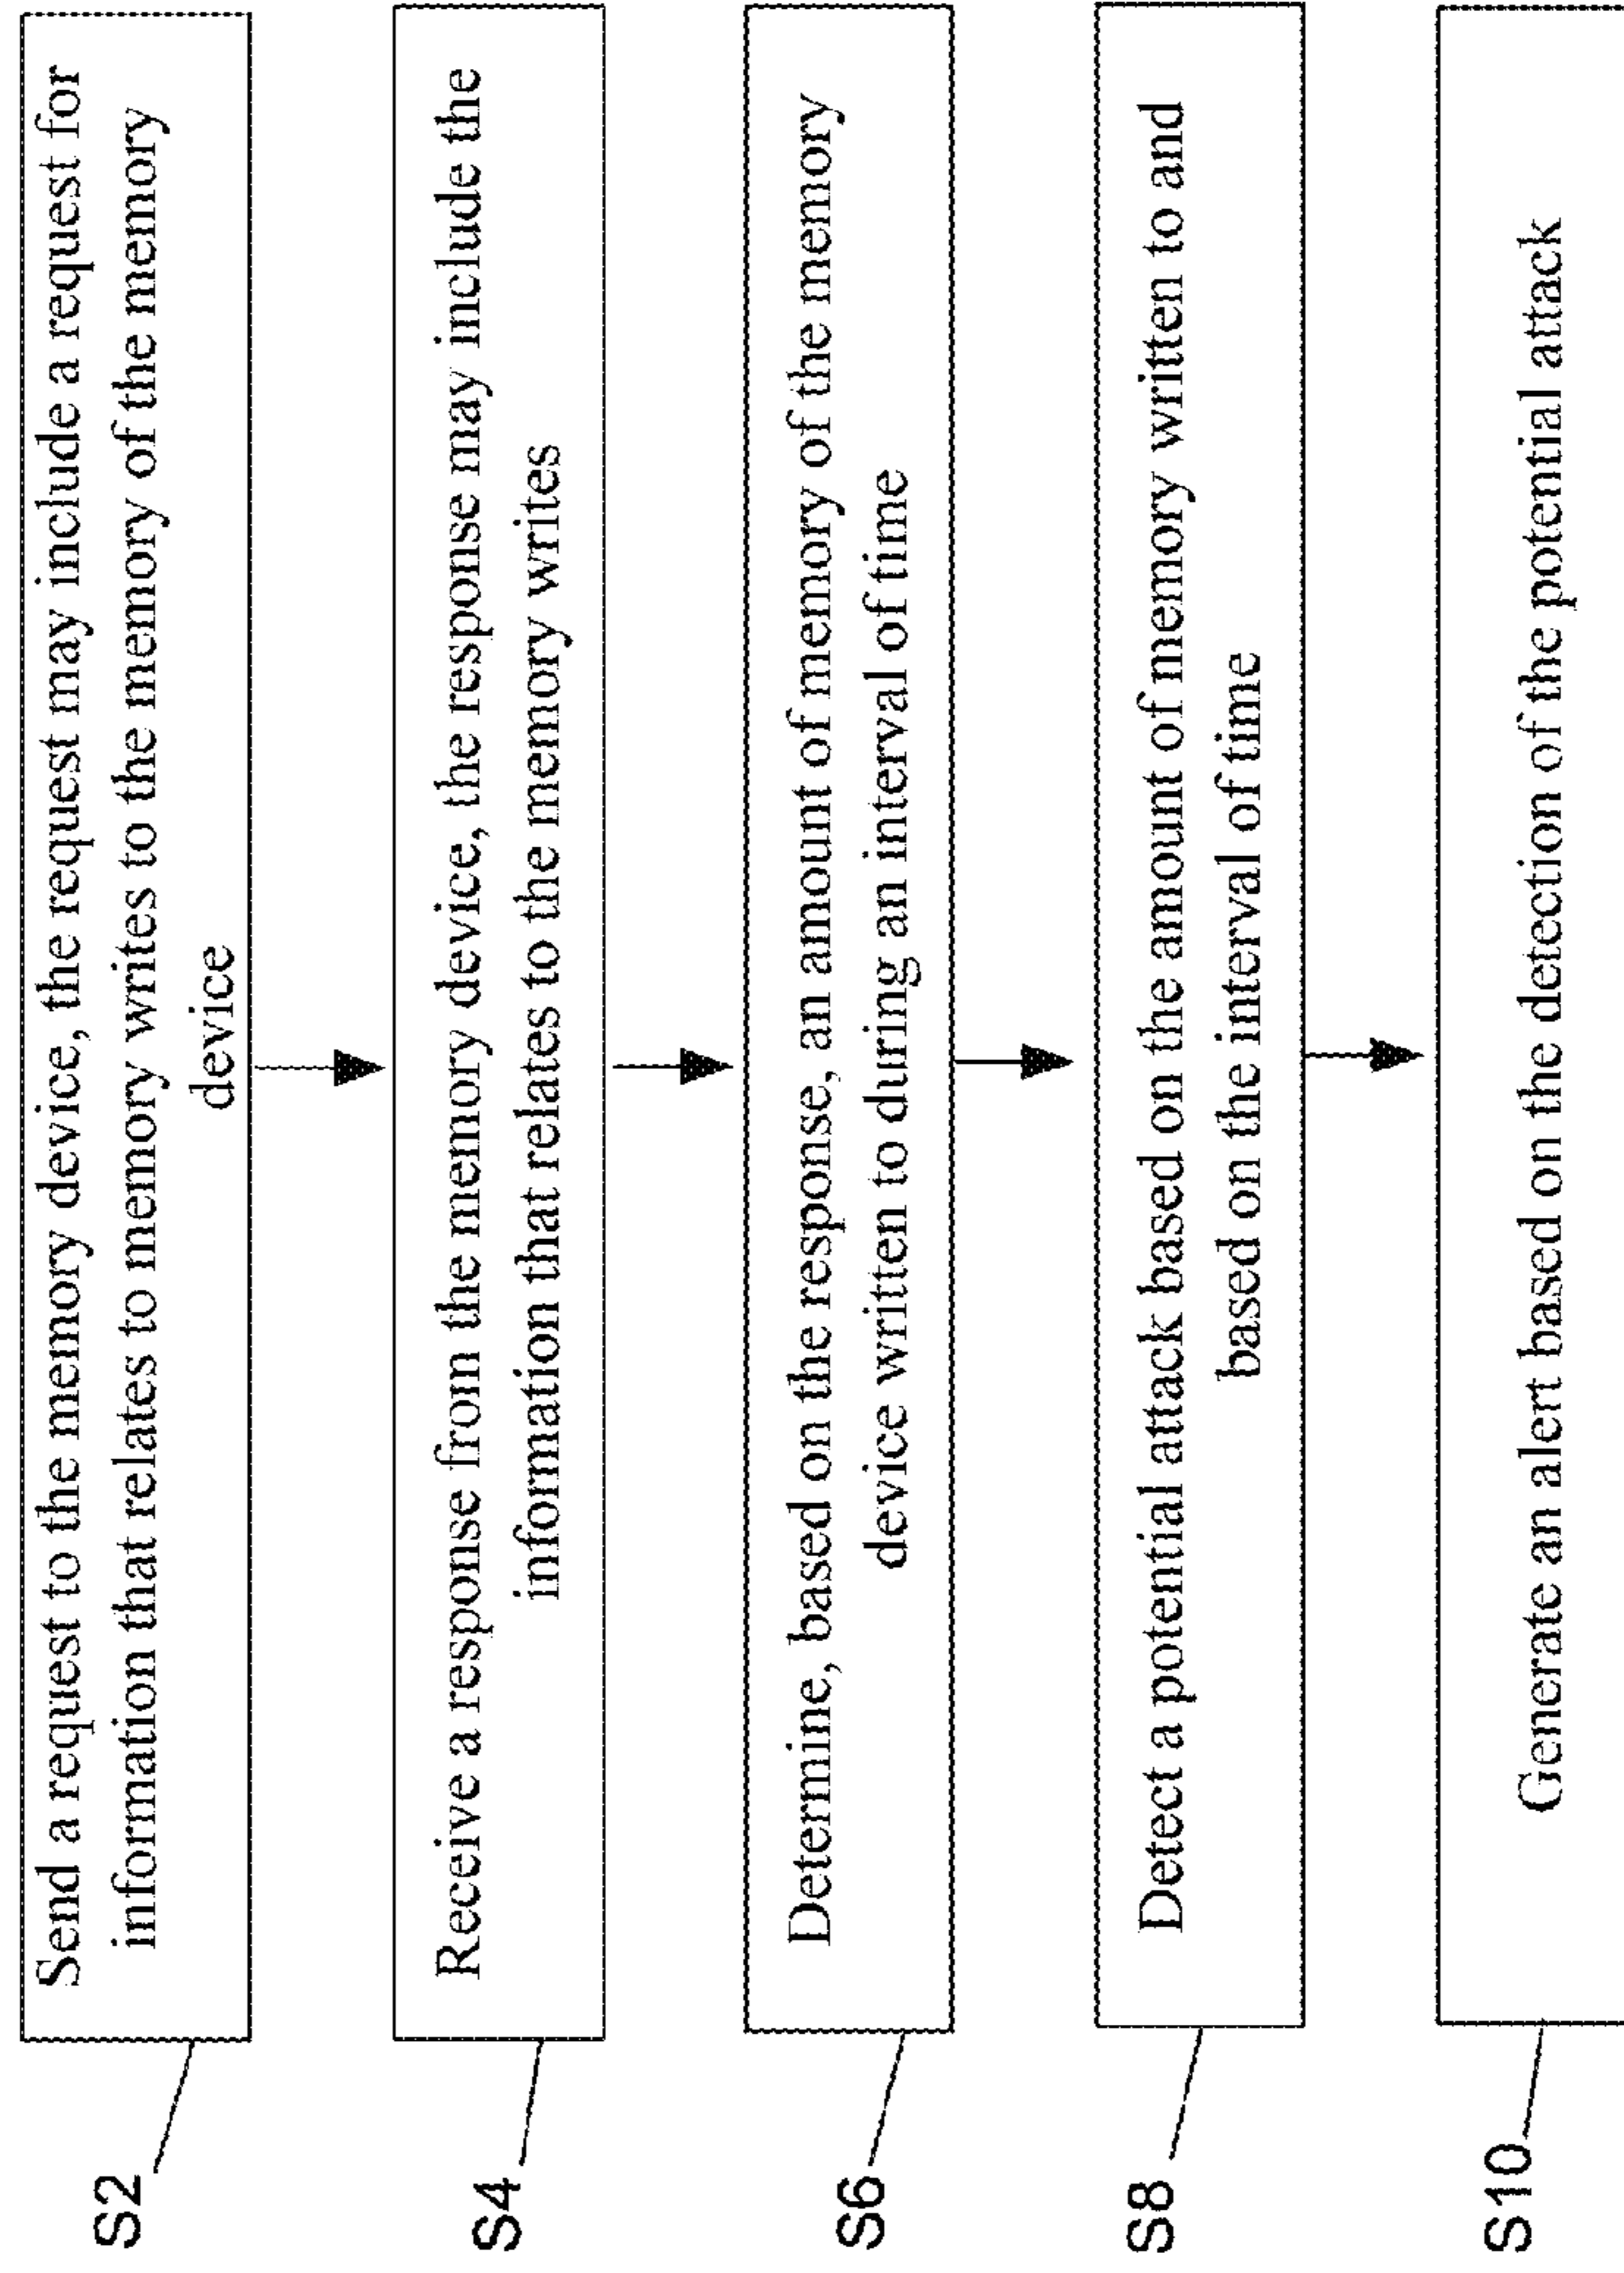 S2
Send a request to the memory device, the request may include a request for
information that relates to memory writes to the memory of the memory
device
S4
Receive a response from the memory device, the response may include the
information that relates to the memory writes
S6
Determine, based on the response, an amount of memory of the memory
device written to during an interval of time
S8
Detect a potential attack based on the amount of memory written to and
based on the interval of time
S10
Generate an alert based on the detection of the potential attack